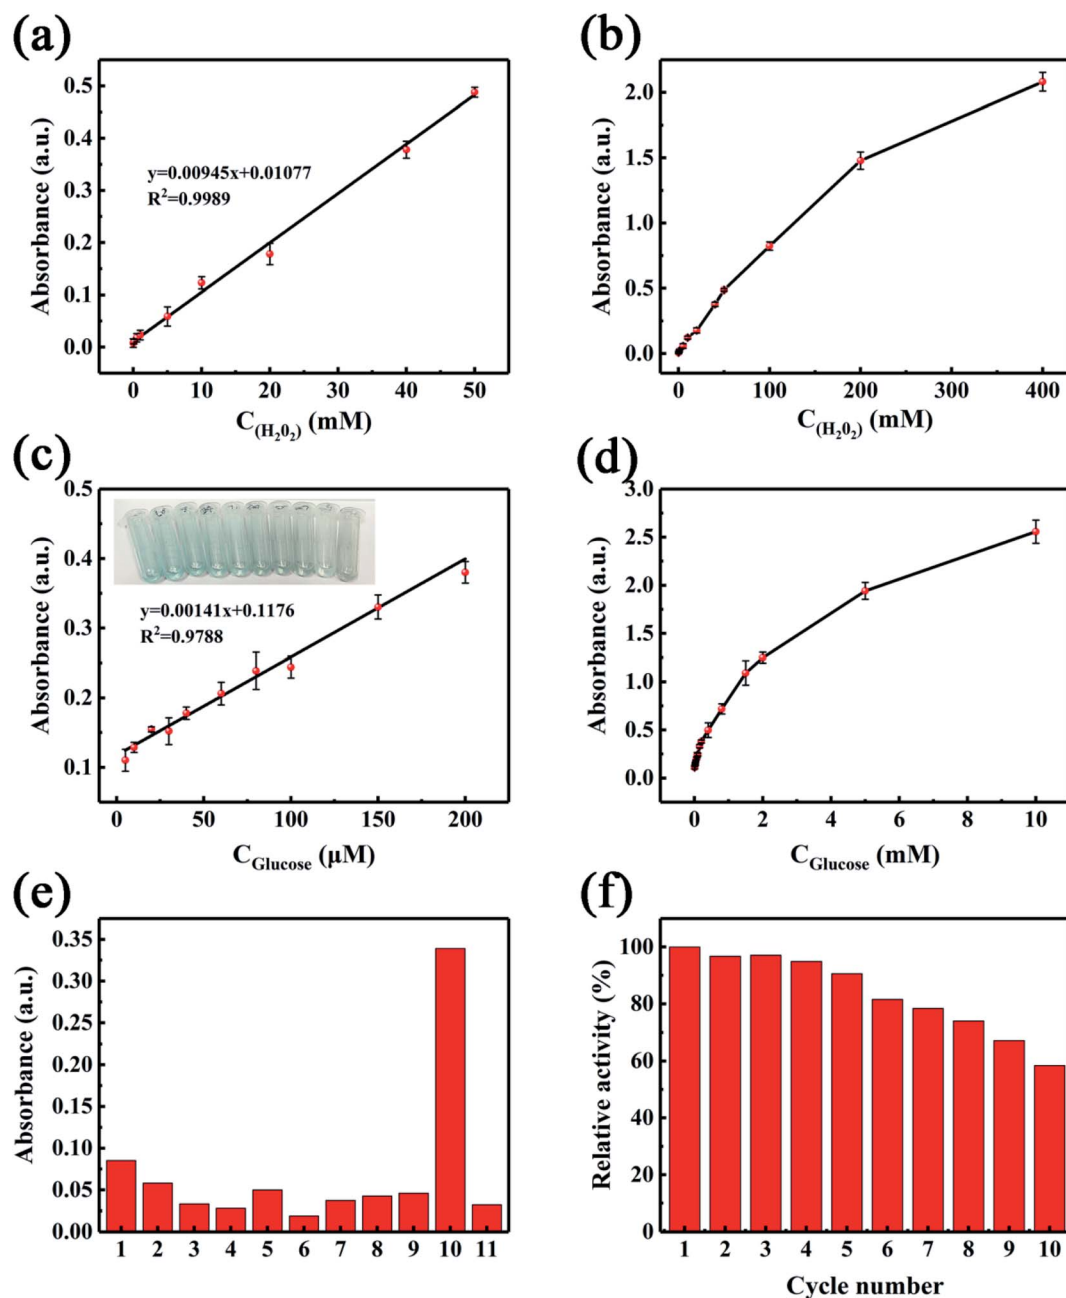 (a)
0.5
0.4
0.3
0.2
0.1
0.0
Absorbance (a.u.)
y=0.00945x+0.01077
R²=0.9989
0 10 20 30 40 50
C(H₂0₂) (mM)
(b)
2.0
1.5
1.0
0.5
0.0
Absorbance (a.u.)
0 100 200 300 400
C(H₂0₂) (mM)
(c)
0.5
0.4
0.3
0.2
0.1
Absorbance (a.u.)
y=0.00141x+0.1176
R²=0.9788
0 50 100 150 200
CGlucose (μM)
(d)
3.0
2.5
2.0
1.5
1.0
0.5
0.0
Absorbance (a.u.)
0 2 4 6 8 10
CGlucose (mM)
(e)
0.35
0.30
0.25
0.20
0.15
0.10
0.05
0.00
Absorbance (a.u.)
1 2 3 4 5 6 7 8 9 10 11
(f)
100
80
60
40
20
0
Relative activity (%)
1 2 3 4 5 6 7 8 9 10
Cycle number